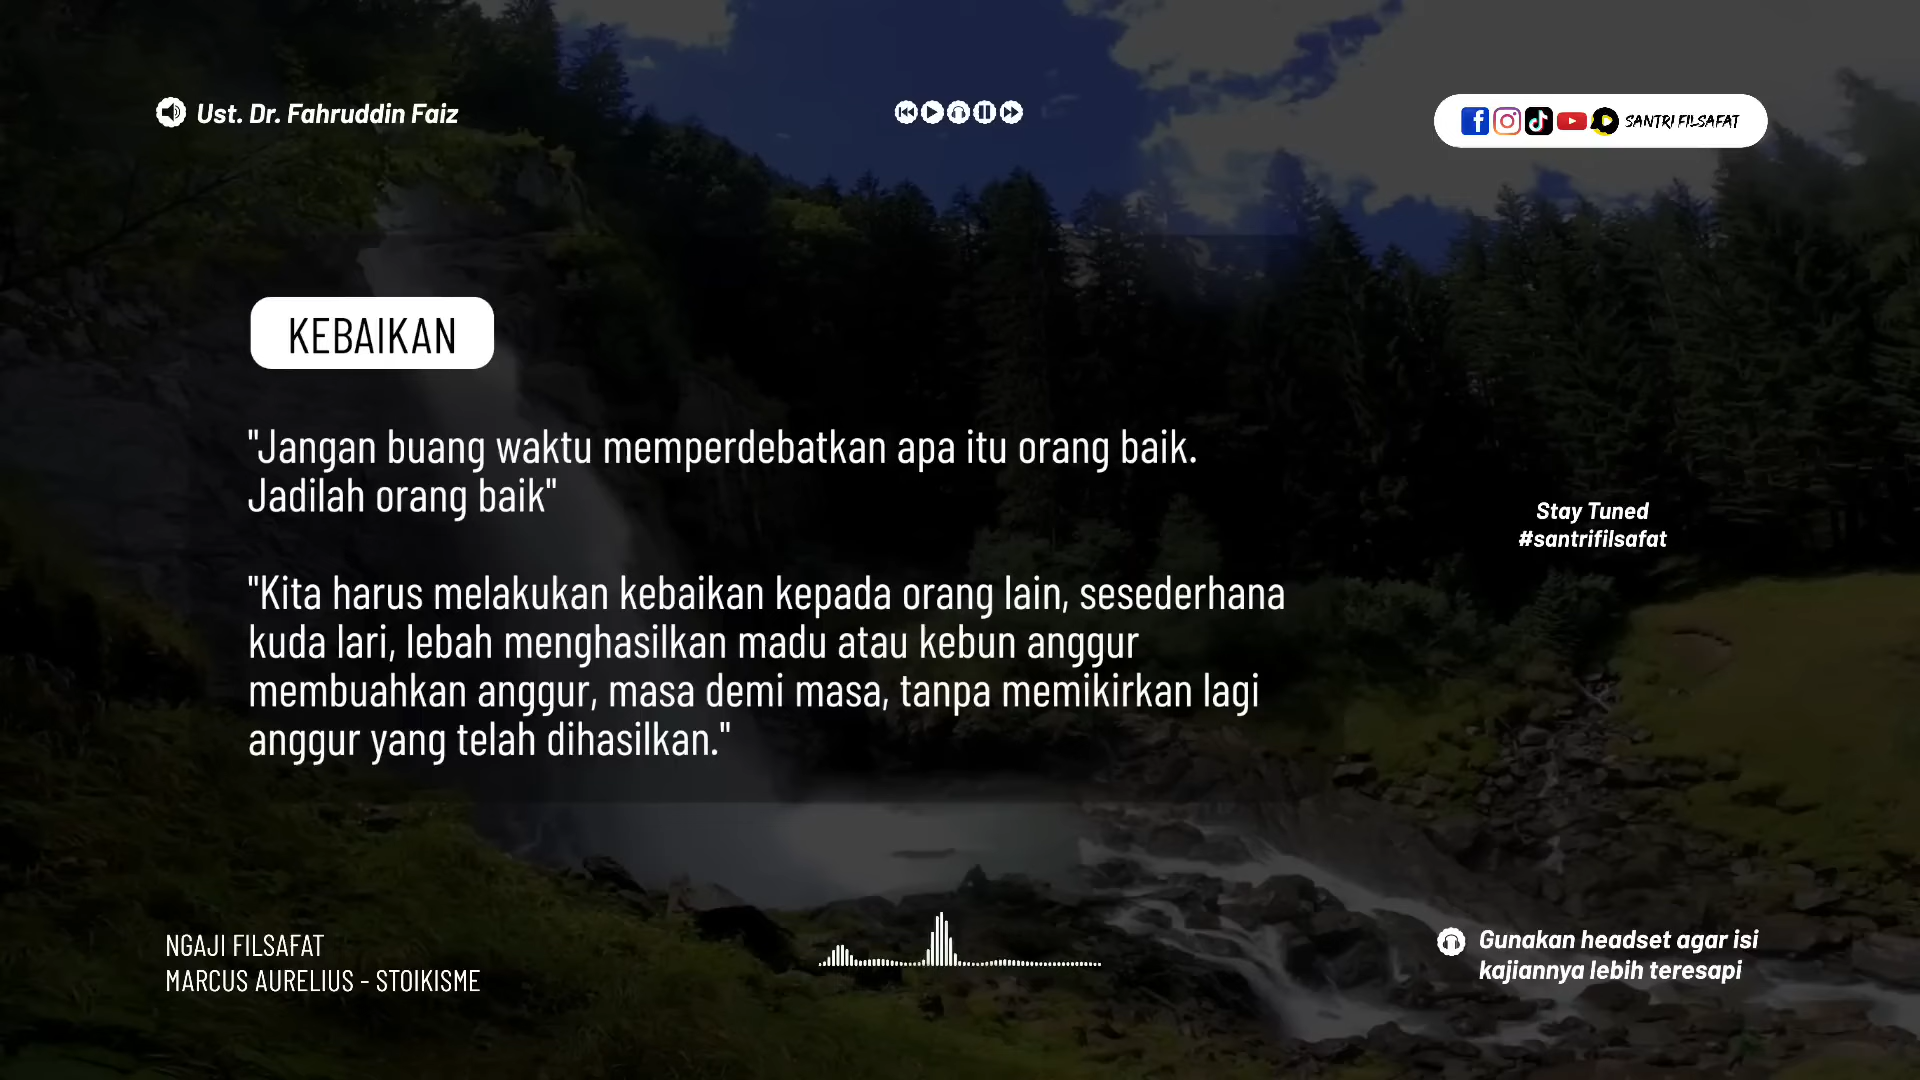 Ust. Dr. Fahruddin Faiz
SANTRI FILSAFAT
KEBAIKAN
"Jangan buang waktu memperdebatkan apa itu orang baik.
Jadilah orang baik"
"Kita harus melakukan kebaikan kepada orang lain, sesederhana
kuda lari, lebah menghasilkan madu atau kebun anggur
membuahkan anggur, masa demi masa, tanpa memikirkan lagi
anggur yang telah dihasilkan."
Stay Tuned
#santrifilsafat
NGAJI FILSAFAT
MARCUS AURELIUS - STOIKISME
Gunakan headset agar isi
kajiannya lebih teresapi